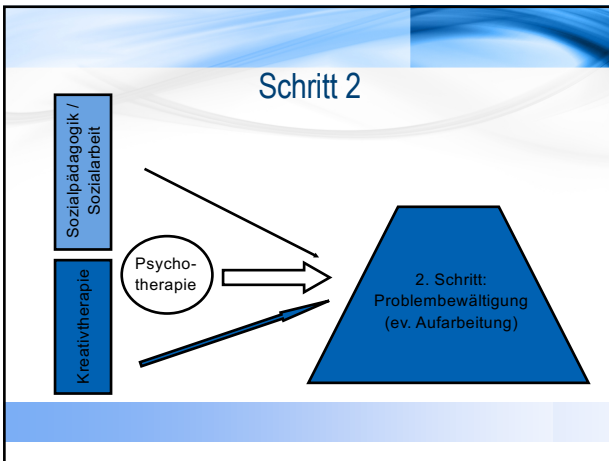 Schritt 2
Sozialpädagogik /
Sozialarbeit
Psycho-
therapie
Kreativtherapie
2. Schritt:
Problembewältigung
(ev. Aufarbeitung)